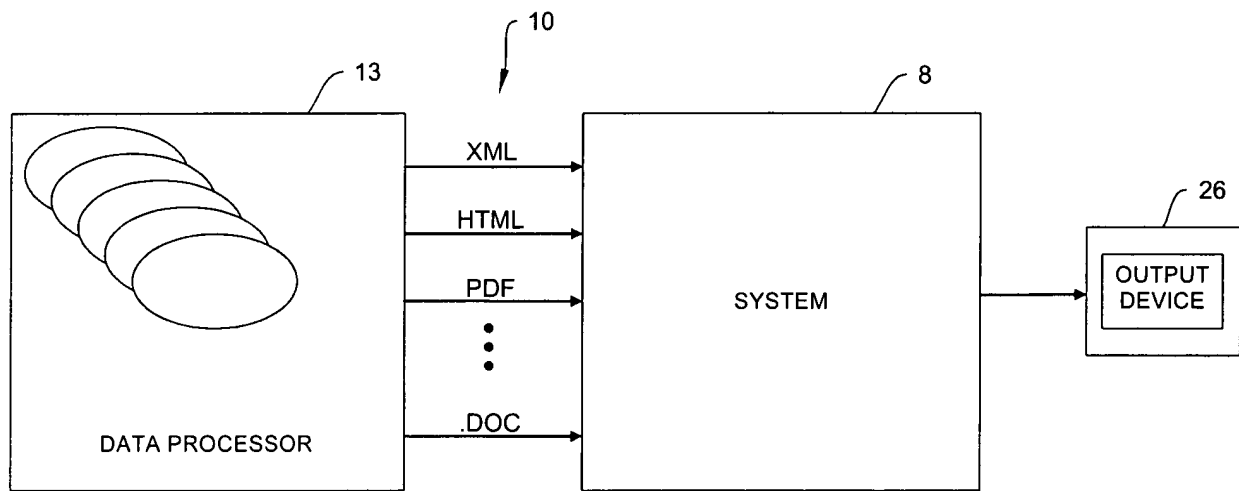 10
13
8
XML
26
HTML
OUTPUT
DEVICE
PDF
SYSTEM
.DOC
DATA PROCESSOR